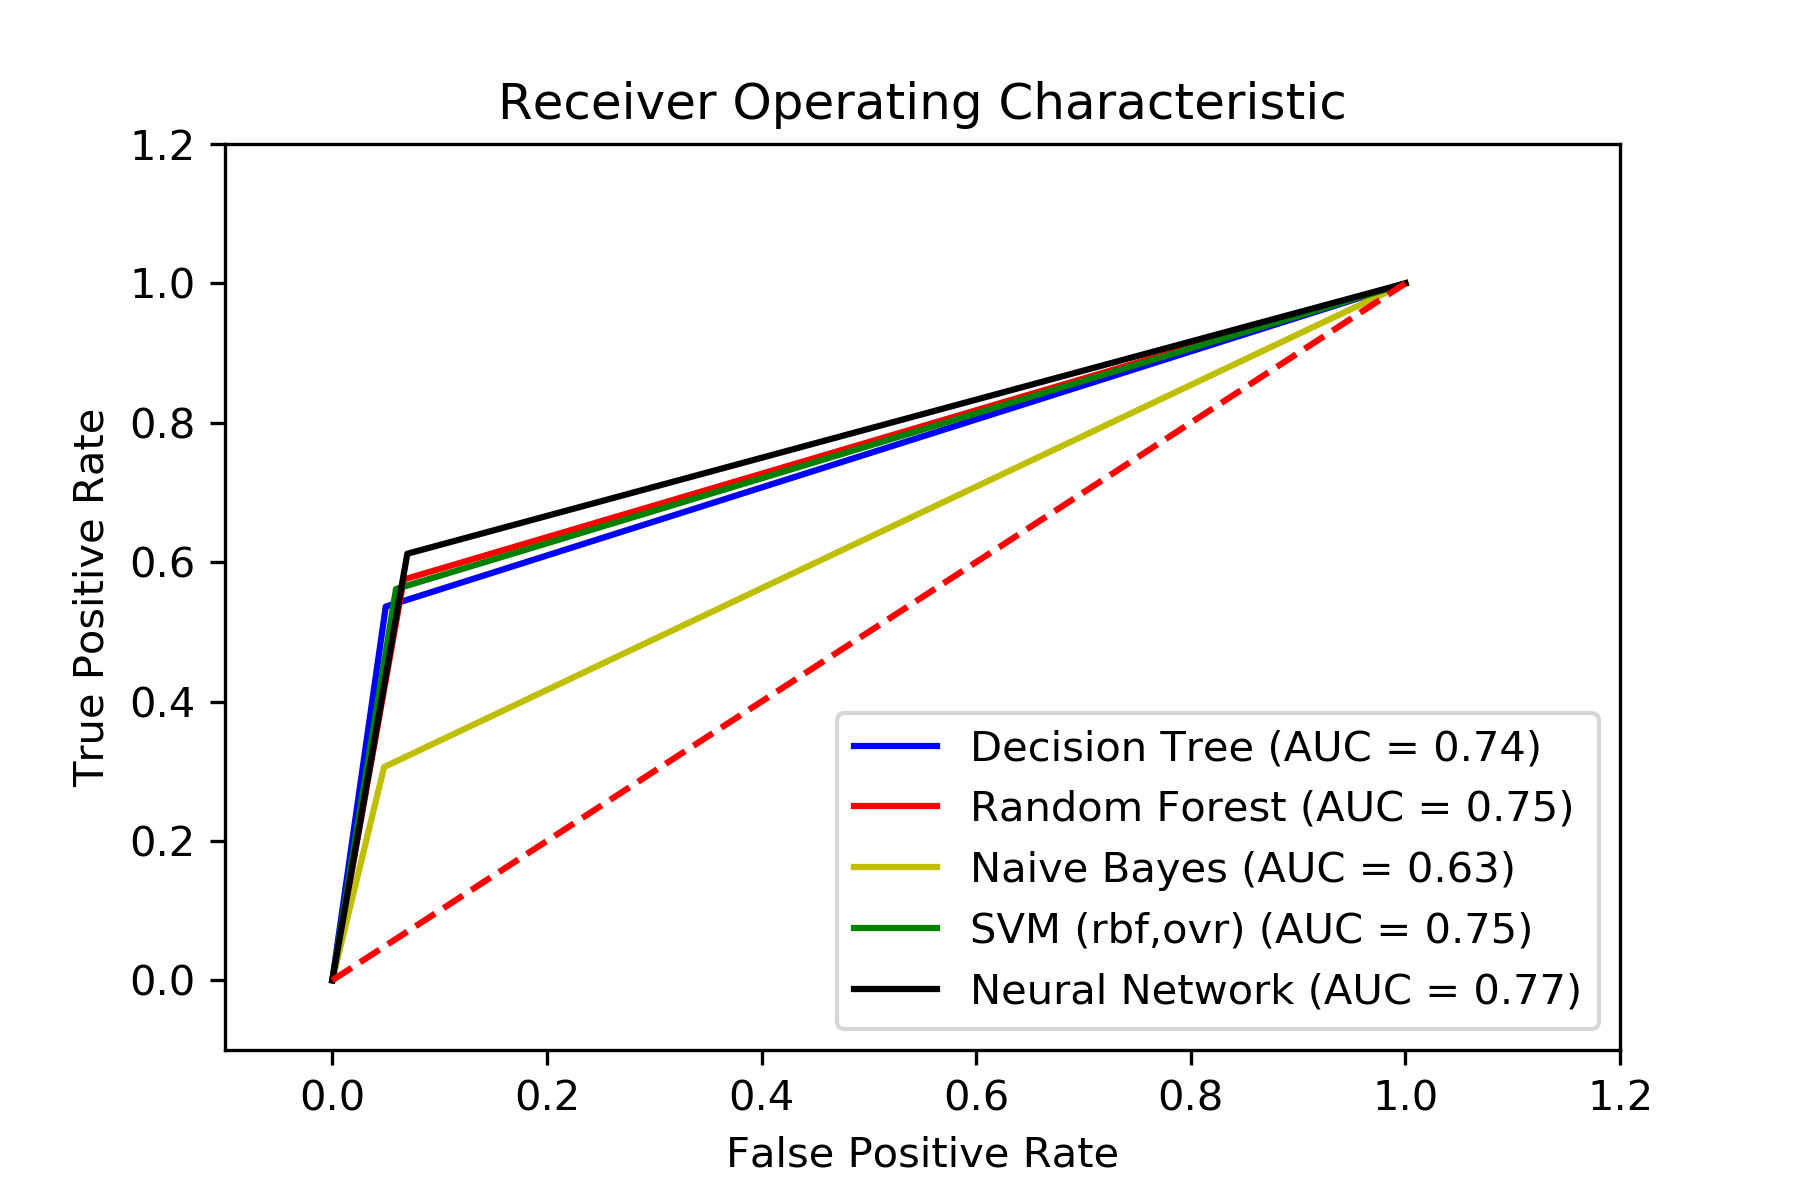 Receiver Operating Characteristic
1.2
1.0
0.8
0.6
0.4
0.2
0.0
True Positive Rate
Decision Tree (AUC = 0.74)
Random Forest (AUC = 0.75)
Naive Bayes (AUC = 0.63)
SVM (rbf,ovr) (AUC = 0.75)
Neural Network (AUC = 0.77)
0.0 0.2 0.4 0.6 0.8 1.0 1.2
False Positive Rate